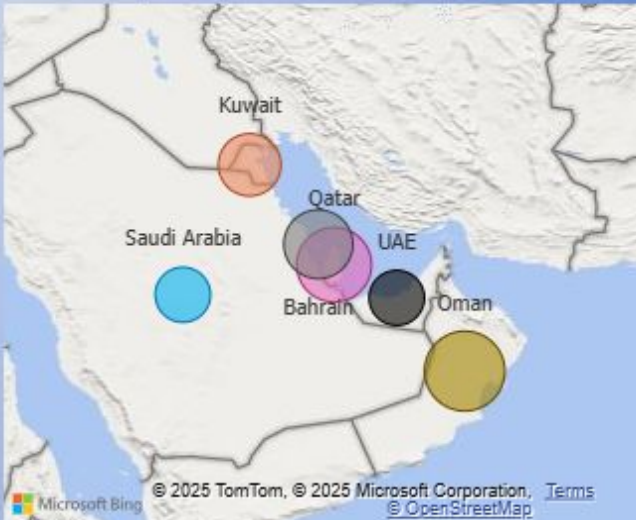 Kuwait
Qatar
Saudi Arabia
UAE
Bahrain
Oman
Microsoft Bing
© 2025 TomTom, © 2025 Microsoft Corporation, Terms
© OpenStreetMap